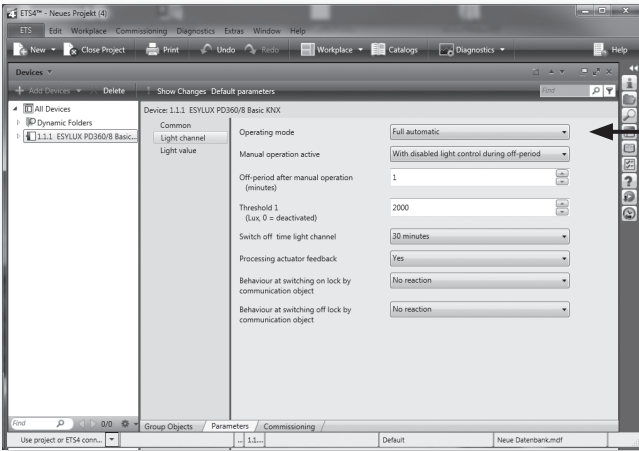 ETS4™ - Neues Projekt (4)
ETS Edit Workplace Commissioning Diagnostics Extras Window Help
New Close Project Print Undo Redo Workplace Catalogs Diagnostics Help
Devices
Add Devices Delete Show Changes Default parameters Find
All Devices
Dynamic Folders
1.1.1 ESYLUX PD360/8 Basic...
Device: 1.1.1 ESYLUX PD360/8 Basic KNX
Common
Light channel
Light value
Operating mode Full automatic
Manual operation active With disabled light control during off-period
Off-period after manual operation 1
(minutes)
Threshold 1 2000
(Lux, 0 = deactivated)
Switch off time light channel 30 minutes
Processing actuator feedback Yes
Behaviour at switching on lock by No reaction
communication object
Behaviour at switching off lock by No reaction
communication object
Find 0/0 Group Objects Parameters Commissioning
Use project or ETS4 conn... ... 1.1.... Default Neue Datenbank.mdf